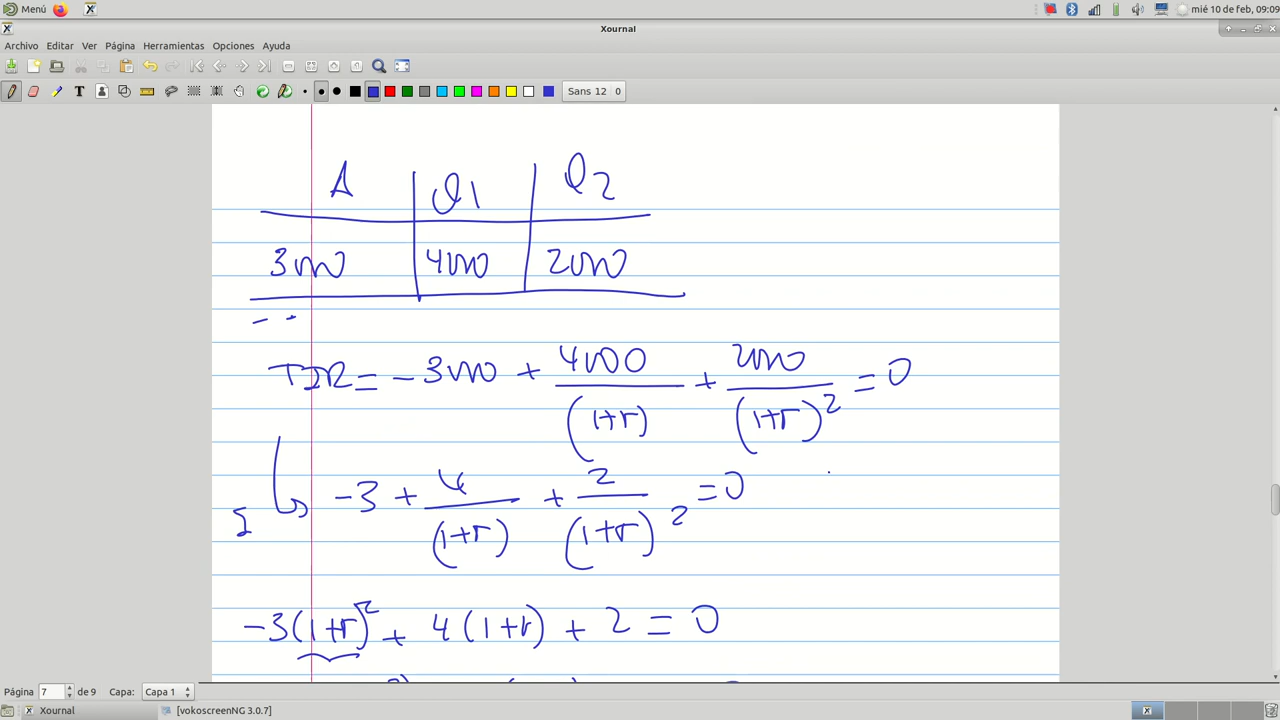 Menú mié 10 de feb, 09:09
Xournal
Archivo Editar Ver Página Herramientas Opciones Ayuda
Sans 12 0
A Q1 Q2
3000 4000 2000
TIR = -3000 + 4000/(1+r) + 2000/(1+r)^2 = 0
-3 + 4/(1+r) + 2/(1+r)^2 = 0
-3(1+r)^2 + 4(1+r) + 2 = 0
Página 7 de 9 Capa: Capa 1
Xournal [vokoscreenNG 3.0.7]